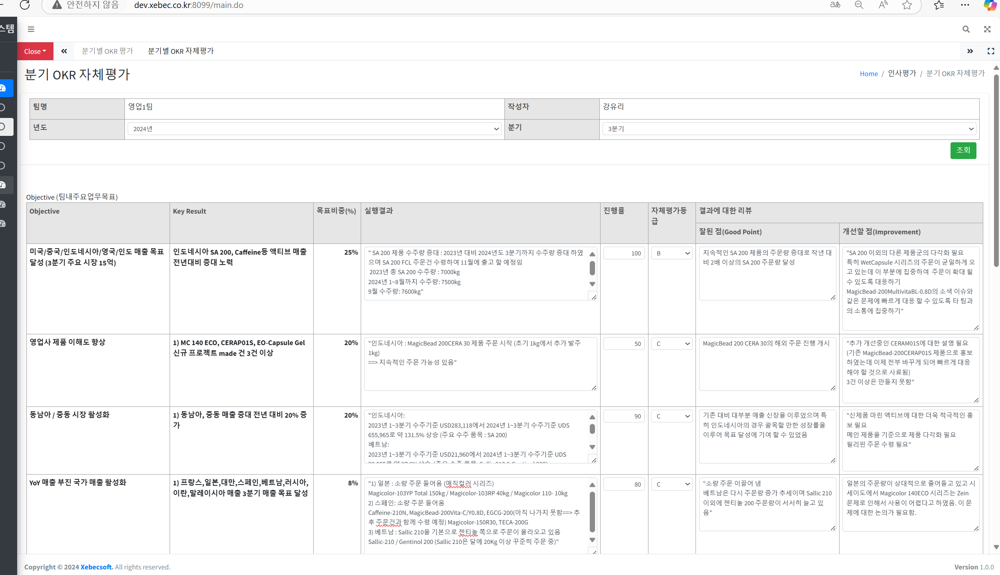 안전하지 않음
dev.xebec.co.kr:8099/main.do
스템
Close
분기별 OKR 평가
분기별 OKR 자체평가
분기 OKR 자체평가
Home / 인사평가 / 분기 OKR 자체평가
팀명
영업1팀
작성자
강유리
년도
2024년
분기
3분기
조회
Objective (팀내주요업무목표)
Objective
Key Result
목표비중(%)
실행결과
진행률
자체평가등
급
결과에 대한 리뷰
잘된 점(Good Point)
개선할 점(Improvement)
미국/중국/인도네시아/영국/인도 매출 목표
달성 (3분기 주요 시장 15억)
인도네시아 SA 200, Caffeine등 액티브 매출
전년대비 증대 노력
25%
" SA 200 제품 수주량 증대 : 2023년 대비 2024년도 3분기까지 수주량 증대 하였
으며 SA 200 FCL 주문건 수령하여 11월에 출고 할 예정임
2023년 총 SA 200 수주량 : 7000kg
2024년 1~8월까지 수주량: 7500kg
9월 수주량: 7600kg"
100
B
지속적인 SA 200 제품의 주문량 증대로 작년 대
비 2배 이상의 SA 200 주문량 달성
"SA 200 이외의 다른 제품군의 다각화 필요
특히 WetCapsule 시리즈의 주문이 균일하게 오
고 있는데 이 부분에 집중하여  주문이 확대 될
수 있도록 대응하기
MagicBead-200MultivitaBL-0.8D의 소색 이슈와
같은 문제에 빠르게 대응 할 수 있도록 타 팀과
의 소통에 집중하기"
영업사 제품 이해도 향상
1) MC 140 ECO, CERAP01S, EO-Capsule Gel
신규 프로젝트 made 건 3건 이상
20%
"인도네시아 : MagicBead 200CERA 30 제품 주문 시작 (초기 1kg에서 추가 발주
1kg)
==> 지속적인 주문 가능성 있음"
50
C
MagicBead 200 CERA 30의 해외 주문 진행 개시
"추가 개선중인 CERAM01S에 대한 설명 필요
(기존 MagicBead-200CERAP01S 제품으로 홍보
하였는데 이제 전부 바꾸게 되어 빠르게 대응
해야 할 것으로 사료됨)
3건 이상은 만들지 못함"
동남아 / 중동 시장 활성화
1) 동남아, 중동 매출 증대 전년 대비 20% 증
가
20%
"인도네시아:
2023년 1~3분기 수주기준 USD283,118에서 2024년 1~3분기 수주기준 UDS
655,965로 약 131.5% 상승 (주요 수주 품목 : SA 200)
베트남:
2023년 1~3분기 수주기준 USD21,960에서 2024년 1~3분기 수주기준 UDS
90
C
기존 대비 대부분 매출 신장을 이루었으며 특
히 인도네시아의 경우 괄목할 만한 성장률을
이루어 목표 달성에 기여 할 수 있었음
"신제품 마린 액티브에 대한 더욱 적극적인 홍
보 필요
메인 제품을 기준으로 제품 다각화 필요
필리핀 주문 수령 필요"
YoY 매출 부진 국가 매출 활성화
1) 프랑스,일본,대만,스페인,베트남,러시아,
이란,말레이시아 매출 3분기 매출 목표 달성
8%
"1) 일본 : 소량 주문 들어옴 (매직컬러 시리즈)
Magicolor-103YP Total 150kg / Magicolor-103RP 40kg / Magicolor 110- 10kg
2) 스페인: 소량 주문 들어옴
Caffeine-210N, MagicBead-200Vita-C/Y0.8D, EGCG-200(아직 나가지 못함==> 추
후 주문건과 함께 수령 예정) Magicolor-150R30, TECA-200G
3) 베트남 : Sallic 210을 기본으로 젠티놀 쪽으로 주문이 올라오고 있음
Sallic-210 / Gentinol 200 (Sallic 210은 달에 20Kg 이상 꾸준히 주문 중)"
80
C
"소량 주문 이끌어 냄
베트남은 다시 주문량 증가 추세이며 Sallic 210
이외에 젠티놀 200 주문량이 서서히 늘고 있
음"
일본의 주문량이 상대적으로 줄어들고 있고 시
세이도에서 Magicolor 140ECO 시리즈는 Zein
문제로 인해서 사용이 어렵다고 하였음. 이 문
제에 대한 논의가 필요함.
Copyright © 2024 Xebecsoft. All rights reserved.
Version 1.0.0